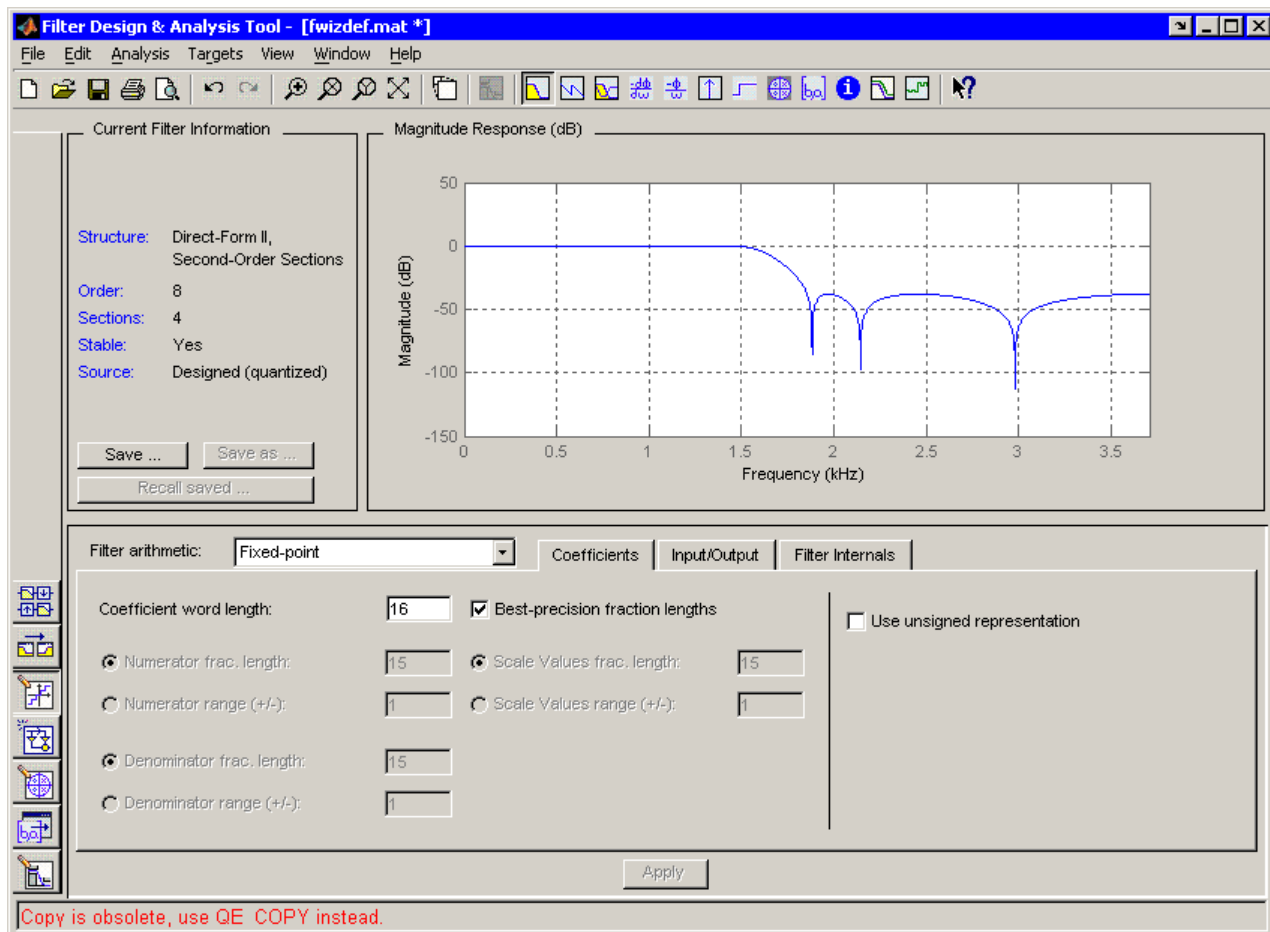 Filter Design & Analysis Tool - [fwizdef.mat *]
File Edit Analysis Targets View Window Help
Current Filter Information
Structure: Direct-Form II,
Second-Order Sections
Order: 8
Sections: 4
Stable: Yes
Source: Designed (quantized)
Save ... Save as ...
Recall saved ...
Magnitude Response (dB)
Magnitude (dB)
50
0
-50
-100
-150
0 0.5 1 1.5 2 2.5 3 3.5
Frequency (kHz)
Filter arithmetic: Fixed-point
Coefficients Input/Output Filter Internals
Coefficient word length: 16 Best-precision fraction lengths
Use unsigned representation
Numerator frac. length: 15 Scale Values frac. length: 15
Numerator range (+/-): 1 Scale Values range (+/-): 1
Denominator frac. length: 15
Denominator range (+/-): 1
Apply
Copy is obsolete, use QE_COPY instead.